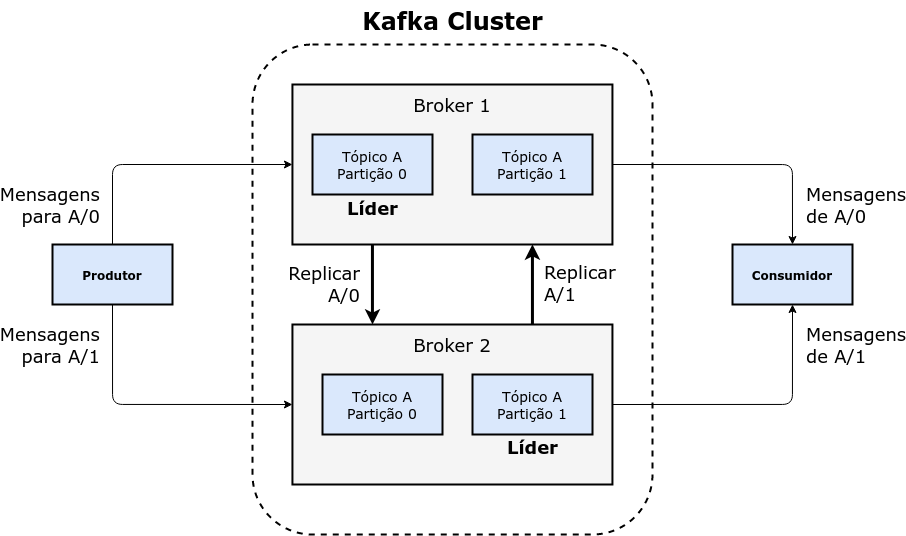 Kafka Cluster
Broker 1
Tópico A
Partição 0
Líder
Tópico A
Partição 1
Mensagens
para A/0
Mensagens
de A/0
Produtor
Replicar
A/0
Replicar
A/1
Consumidor
Mensagens
para A/1
Mensagens
de A/1
Broker 2
Tópico A
Partição 0
Tópico A
Partição 1
Líder